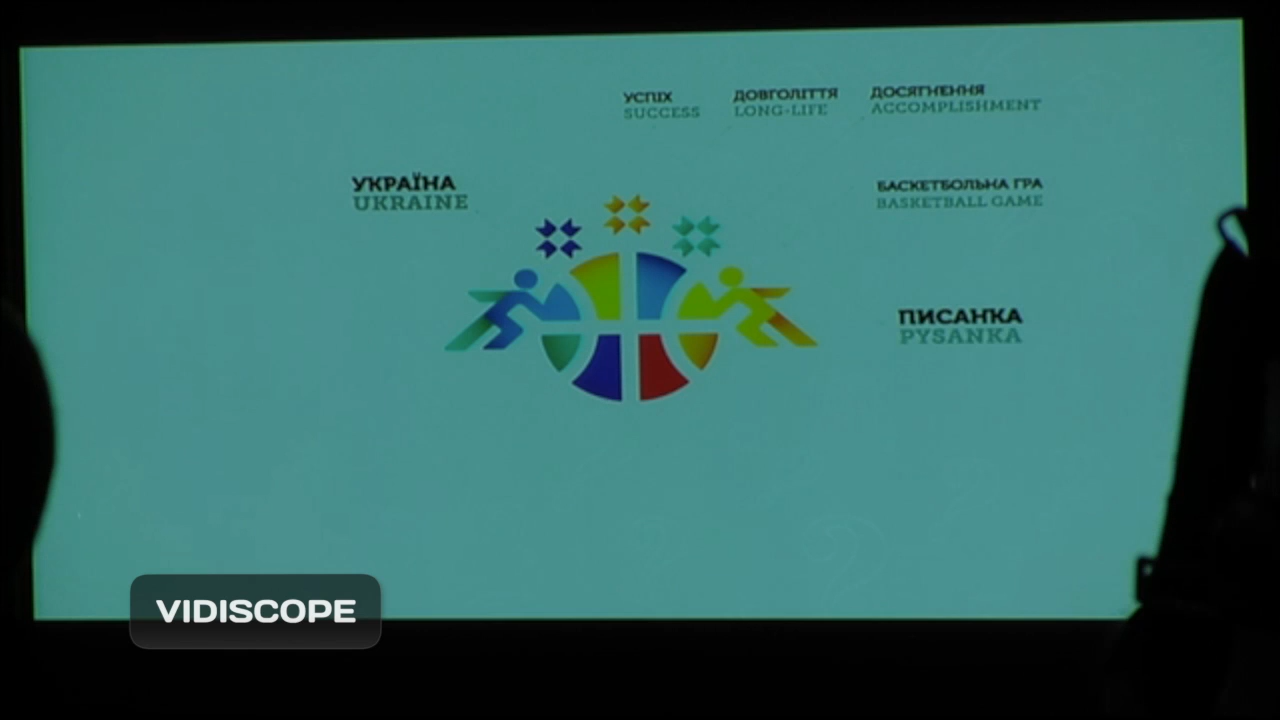 УСПІХ
SUCCESS
ДОВГОЛІТТЯ
LONG-LIFE
ДОСЯГНЕННЯ
ACCOMPLISHMENT
УКРАЇНА
UKRAINE
БАСКЕТБОЛЬНА ГРА
BASKETBALL GAME
ПИСАНКА
PYSANKA
VIDISCOPE